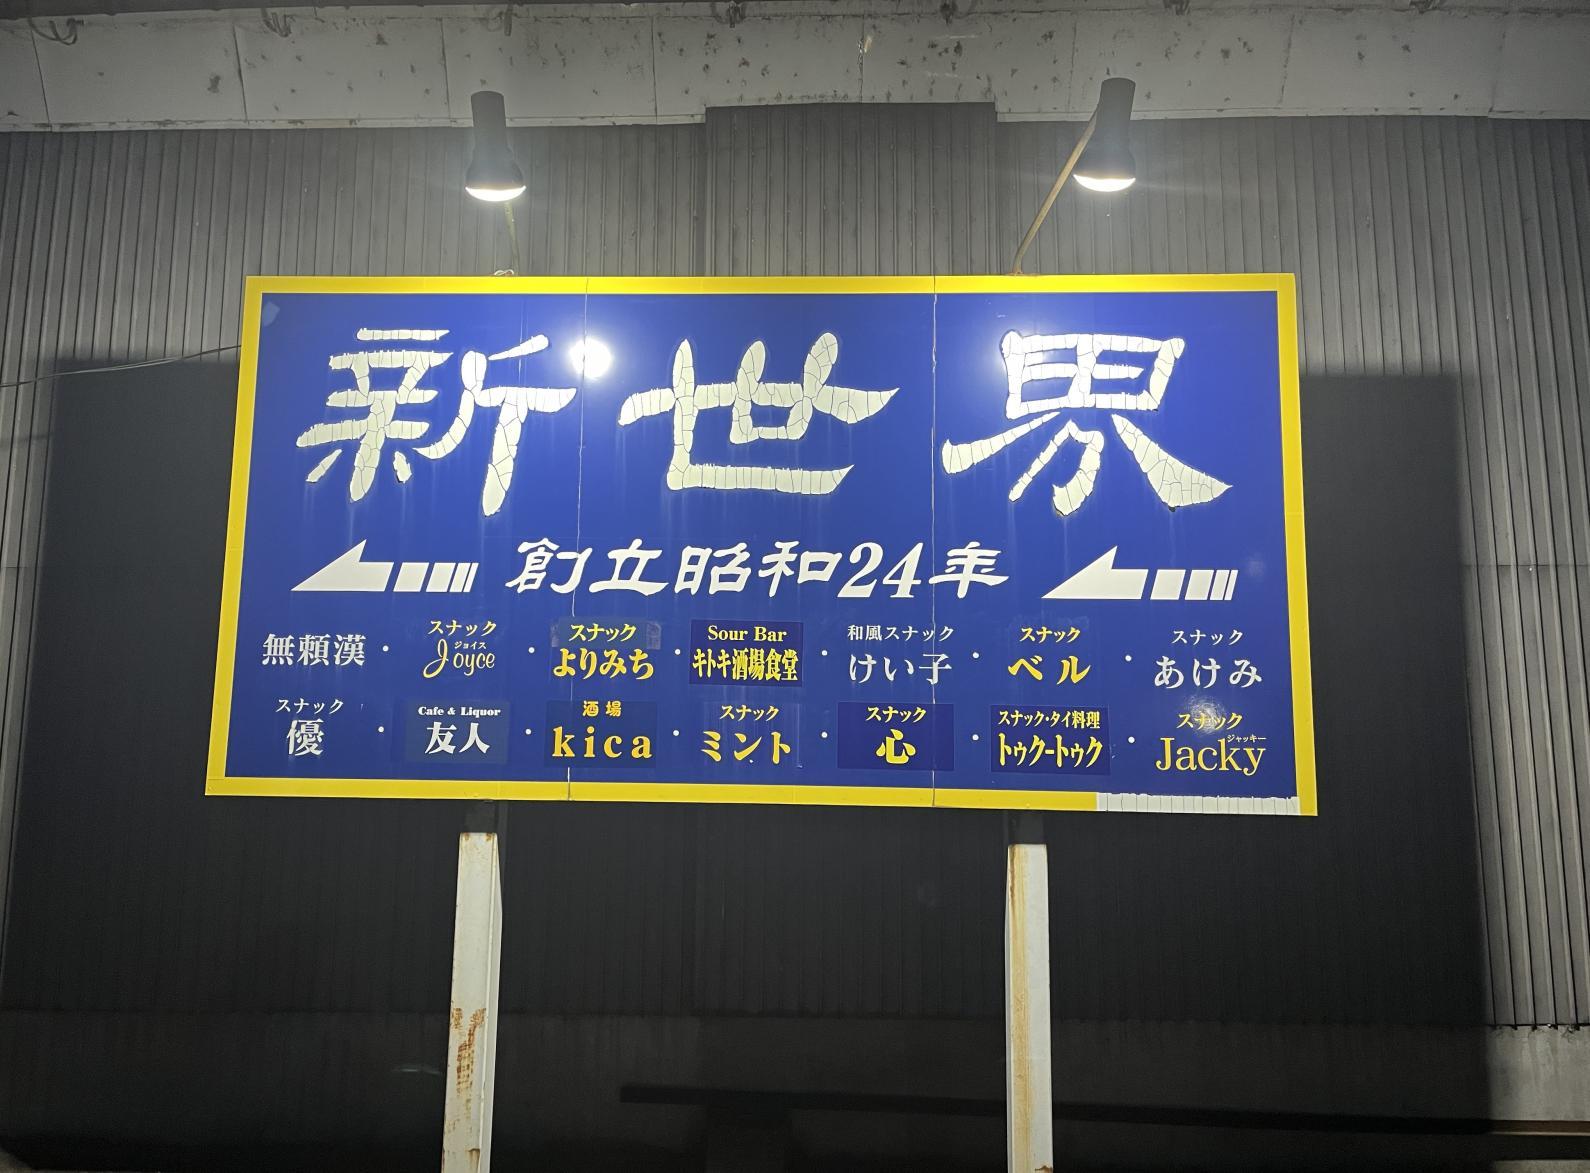 新世界
創立昭和24年
無頼漢・スナック Joyce ジョイス・スナック よりみち・Sour Bar キトキ酒場食堂・和風スナック けい子・スナック ベル・スナック あけみ
スナック 優・Cafe & Liquor 友人・酒場 kica・スナック ミント・スナック 心・スナック・タイ料理 トゥクートゥク・スナック Jacky ジャッキー